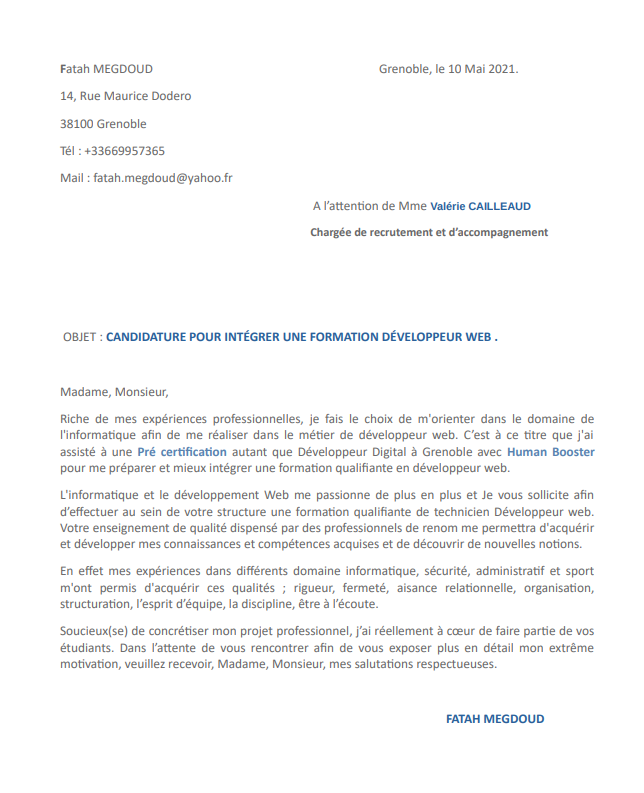 Fatah MEGDOUD Grenoble, le 10 Mai 2021.
14, Rue Maurice Dodero
38100 Grenoble
Tél : +33669957365
Mail : fatah.megdoud@yahoo.fr
A l'attention de Mme Valérie CAILLEAUD
Chargée de recrutement et d'accompagnement
OBJET : CANDIDATURE POUR INTÉGRER UNE FORMATION DÉVELOPPEUR WEB .
Madame, Monsieur,
Riche de mes expériences professionnelles, je fais le choix de m'orienter dans le domaine de
l'informatique afin de me réaliser dans le métier de développeur web. C'est à ce titre que j'ai
assisté à une Pré certification autant que Développeur Digital à Grenoble avec Human Booster
pour me préparer et mieux intégrer une formation qualifiante en développeur web.
L'informatique et le développement Web me passionne de plus en plus et Je vous sollicite afin
d'effectuer au sein de votre structure une formation qualifiante de technicien Développeur web.
Votre enseignement de qualité dispensé par des professionnels de renom me permettra d'acquérir
et développer mes connaissances et compétences acquises et de découvrir de nouvelles notions.
En effet mes expériences dans différents domaine informatique, sécurité, administratif et sport
m'ont permis d'acquérir ces qualités ; rigueur, fermeté, aisance relationnelle, organisation,
structuration, l'esprit d'équipe, la discipline, être à l'écoute.
Soucieux(se) de concrétiser mon projet professionnel, j'ai réellement à cœur de faire partie de vos
étudiants. Dans l'attente de vous rencontrer afin de vous exposer plus en détail mon extrême
motivation, veuillez recevoir, Madame, Monsieur, mes salutations respectueuses.
FATAH MEGDOUD